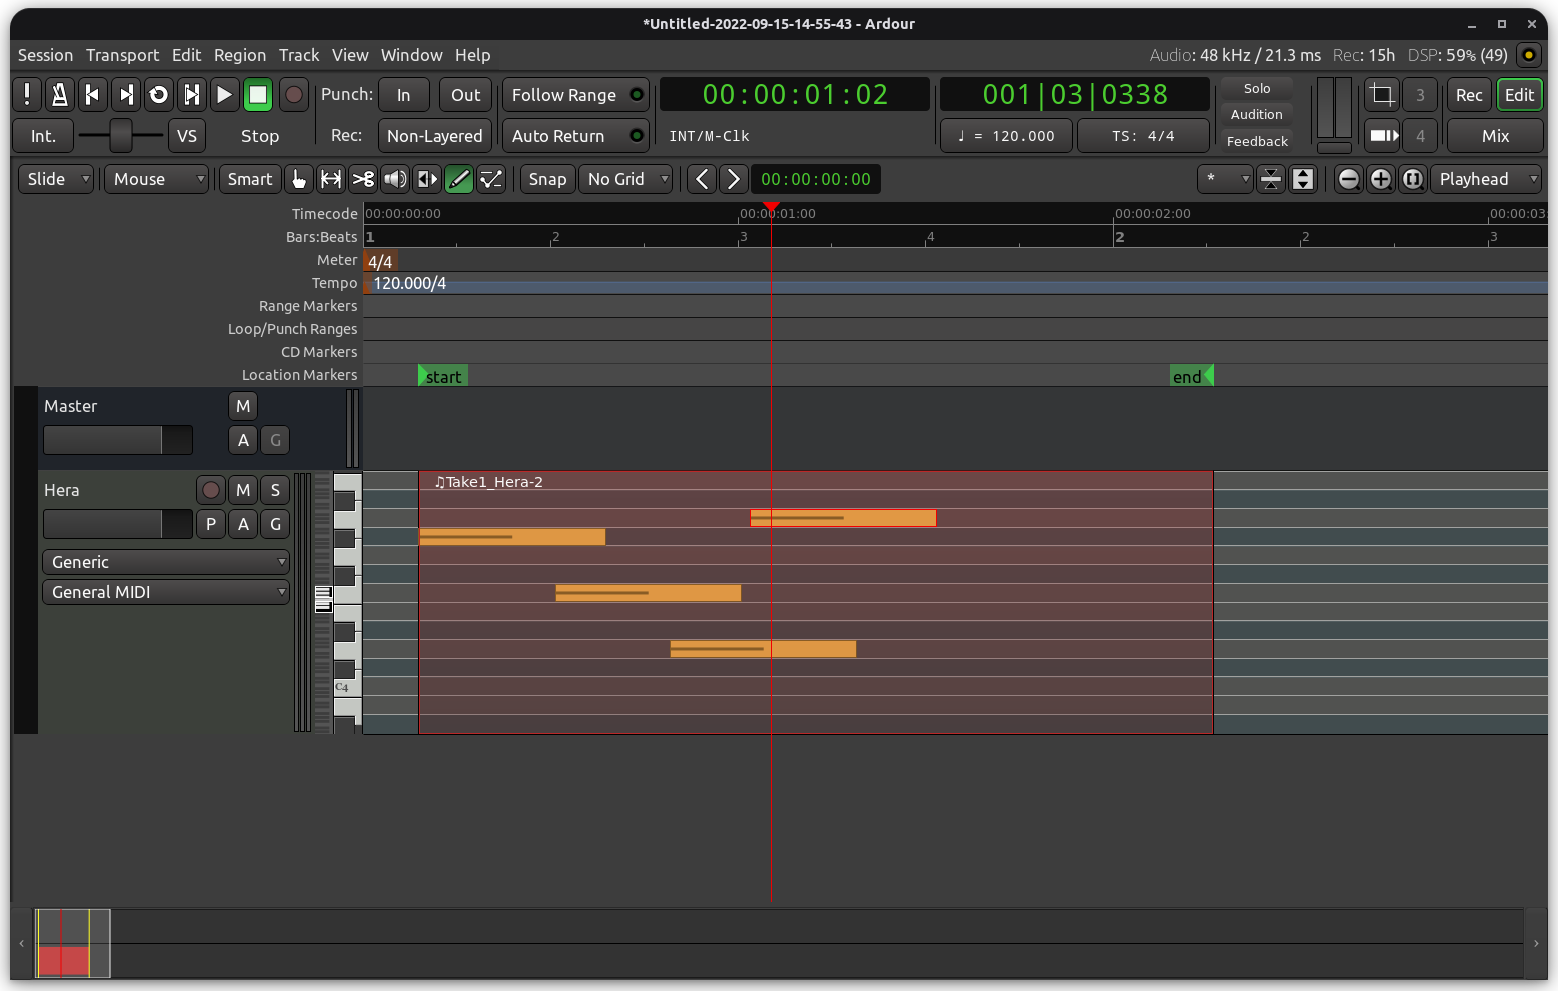 *Untitled-2022-09-15-14-55-43 - Ardour
Session Transport Edit Region Track View Window Help
Audio: 48 kHz / 21.3 ms Rec: 15h DSP: 59% (49)
Punch: In Out Follow Range 00:00:01:02 001|03|0338 Solo 3 Rec Edit
Audition
Int. VS Stop Rec: Non-Layered Auto Return INT/M-Clk ♩ = 120.000 TS: 4/4 Feedback 4 Mix
Slide Mouse Smart Snap No Grid 00:00:00:00 * Playhead
Timecode 00:00:00:00 00:00:01:00 00:00:02:00 00:00:03:
Bars:Beats 1 2 3 4 2 2 3
Meter 4/4
Tempo 120.000/4
Range Markers
Loop/Punch Ranges
CD Markers
Location Markers start end
Master M
A G
Hera M S ♫Take1_Hera-2
P A G
Generic
General MIDI
C4